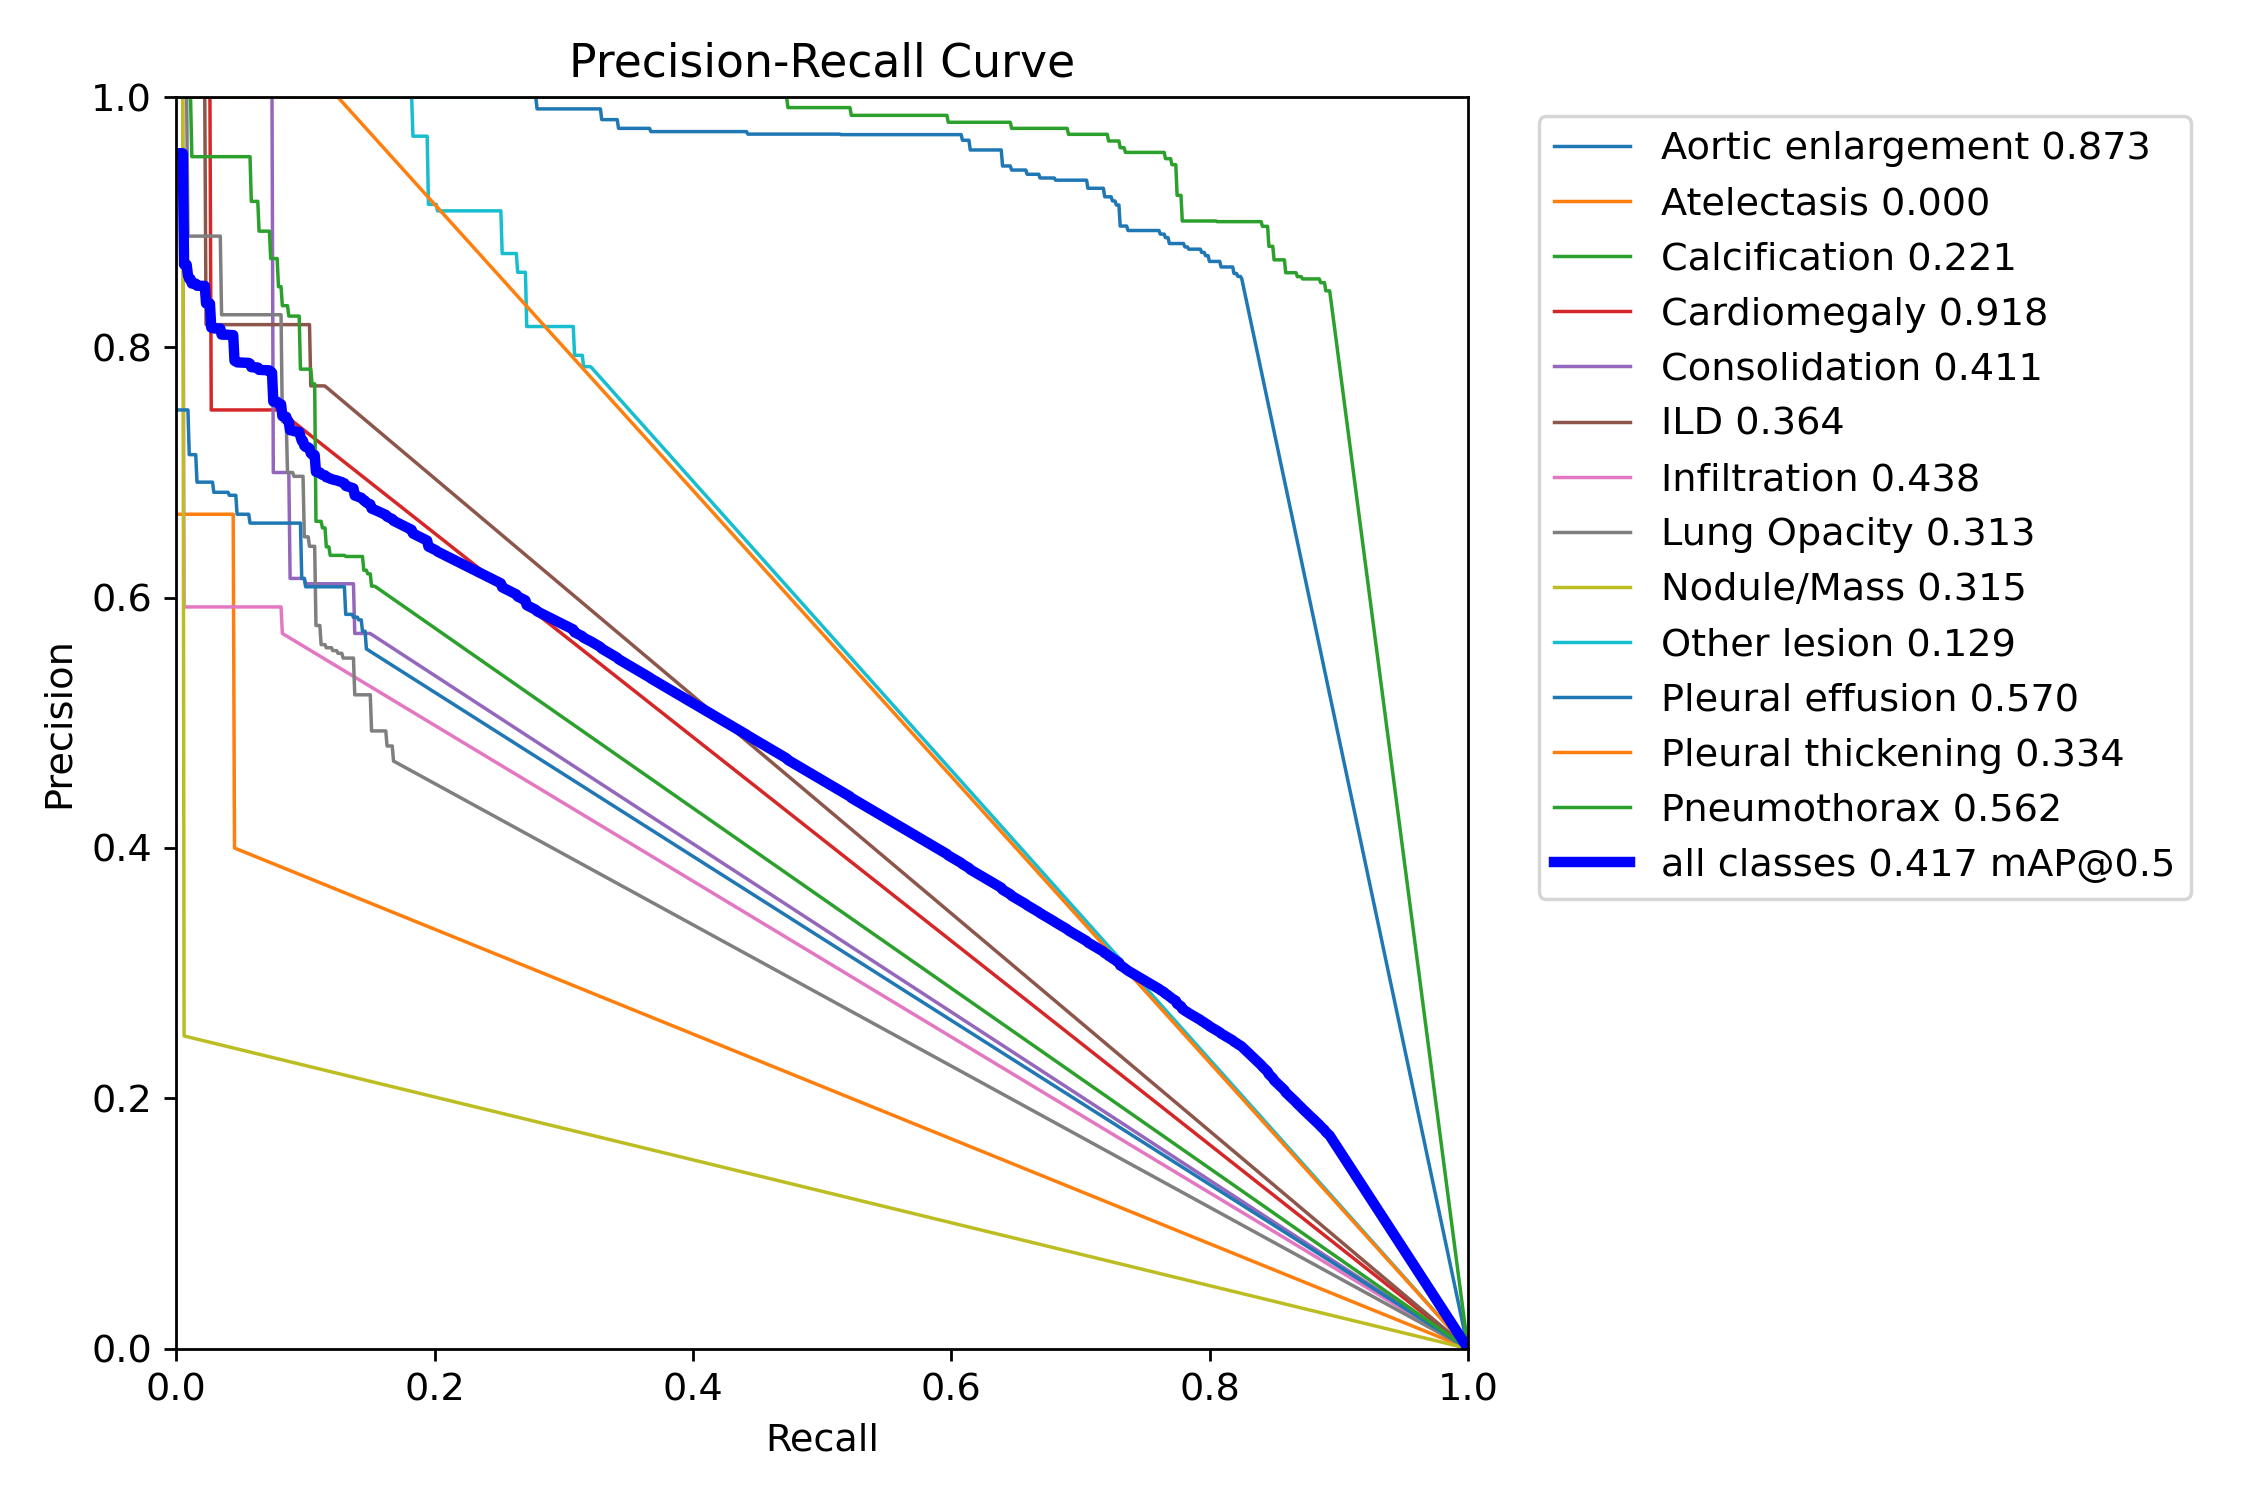 Precision-Recall Curve
1.0
0.8
0.6
0.4
0.2
0.0
Precision
0.0 0.2 0.4 0.6 0.8 1.0
Recall
Aortic enlargement 0.873
Atelectasis 0.000
Calcification 0.221
Cardiomegaly 0.918
Consolidation 0.411
ILD 0.364
Infiltration 0.438
Lung Opacity 0.313
Nodule/Mass 0.315
Other lesion 0.129
Pleural effusion 0.570
Pleural thickening 0.334
Pneumothorax 0.562
all classes 0.417 mAP@0.5